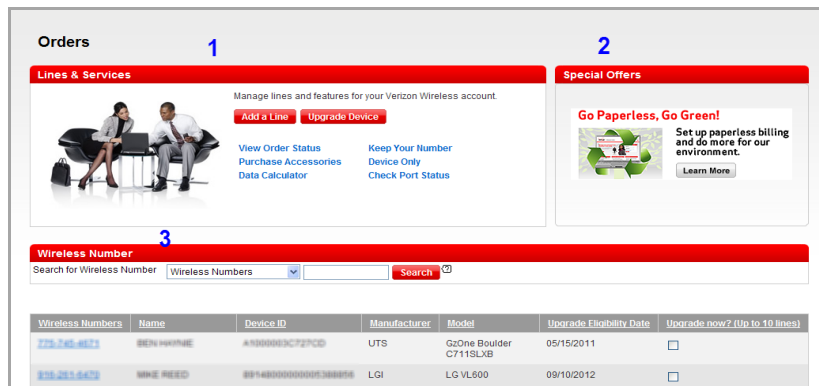 Orders
1
2
Lines & Services
Special Offers
Manage lines and features for your Verizon Wireless account.
Add a Line
Upgrade Device
View Order Status
Keep Your Number
Purchase Accessories
Device Only
Data Calculator
Check Port Status
Go Paperless, Go Green!
Set up paperless billing
and do more for our
environment.
Learn More
3
Wireless Number
Search for Wireless Number
Wireless Numbers
Search
?
Wireless Numbers Name Device ID Manufacturer Model Upgrade Eligibility Date Upgrade now? (Up to 10 lines)
UTS GzOne Boulder 05/15/2011
C711SLXB
LGI LG VL600 09/10/2012